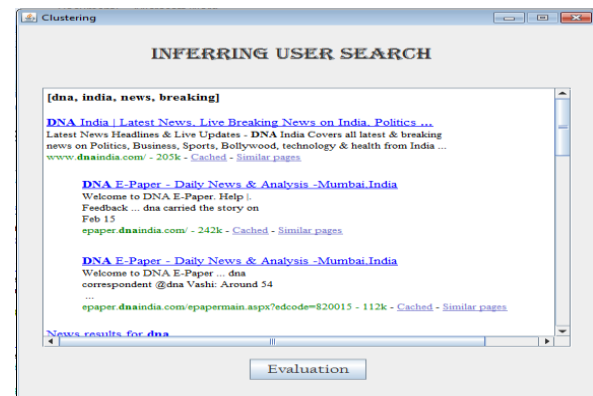 Clustering
INFERRING USER SEARCH
[dna, india, news, breaking]
DNA India | Latest News, Live Breaking News on India, Politics ...
Latest News Headlines & Live Updates - DNA India Covers all latest & breaking
news on Politics, Business, Sports, Bollywood, technology & health from India ...
www.dnaindia.com/ - 205k - Cached - Similar pages
DNA E-Paper - Daily News & Analysis -Mumbai,India
Welcome to DNA E-Paper. Help |.
Feedback ... dna carried the story on
Feb 15
epaper.dnaindia.com/ - 242k - Cached - Similar pages
DNA E-Paper - Daily News & Analysis -Mumbai,India
Welcome to DNA E-Paper ... dna
correspondent @dna Vashi: Around 54
...
epaper.dnaindia.com/epapermain.aspx?edcode=820015 - 112k - Cached - Similar pages
News results for dna
Evaluation